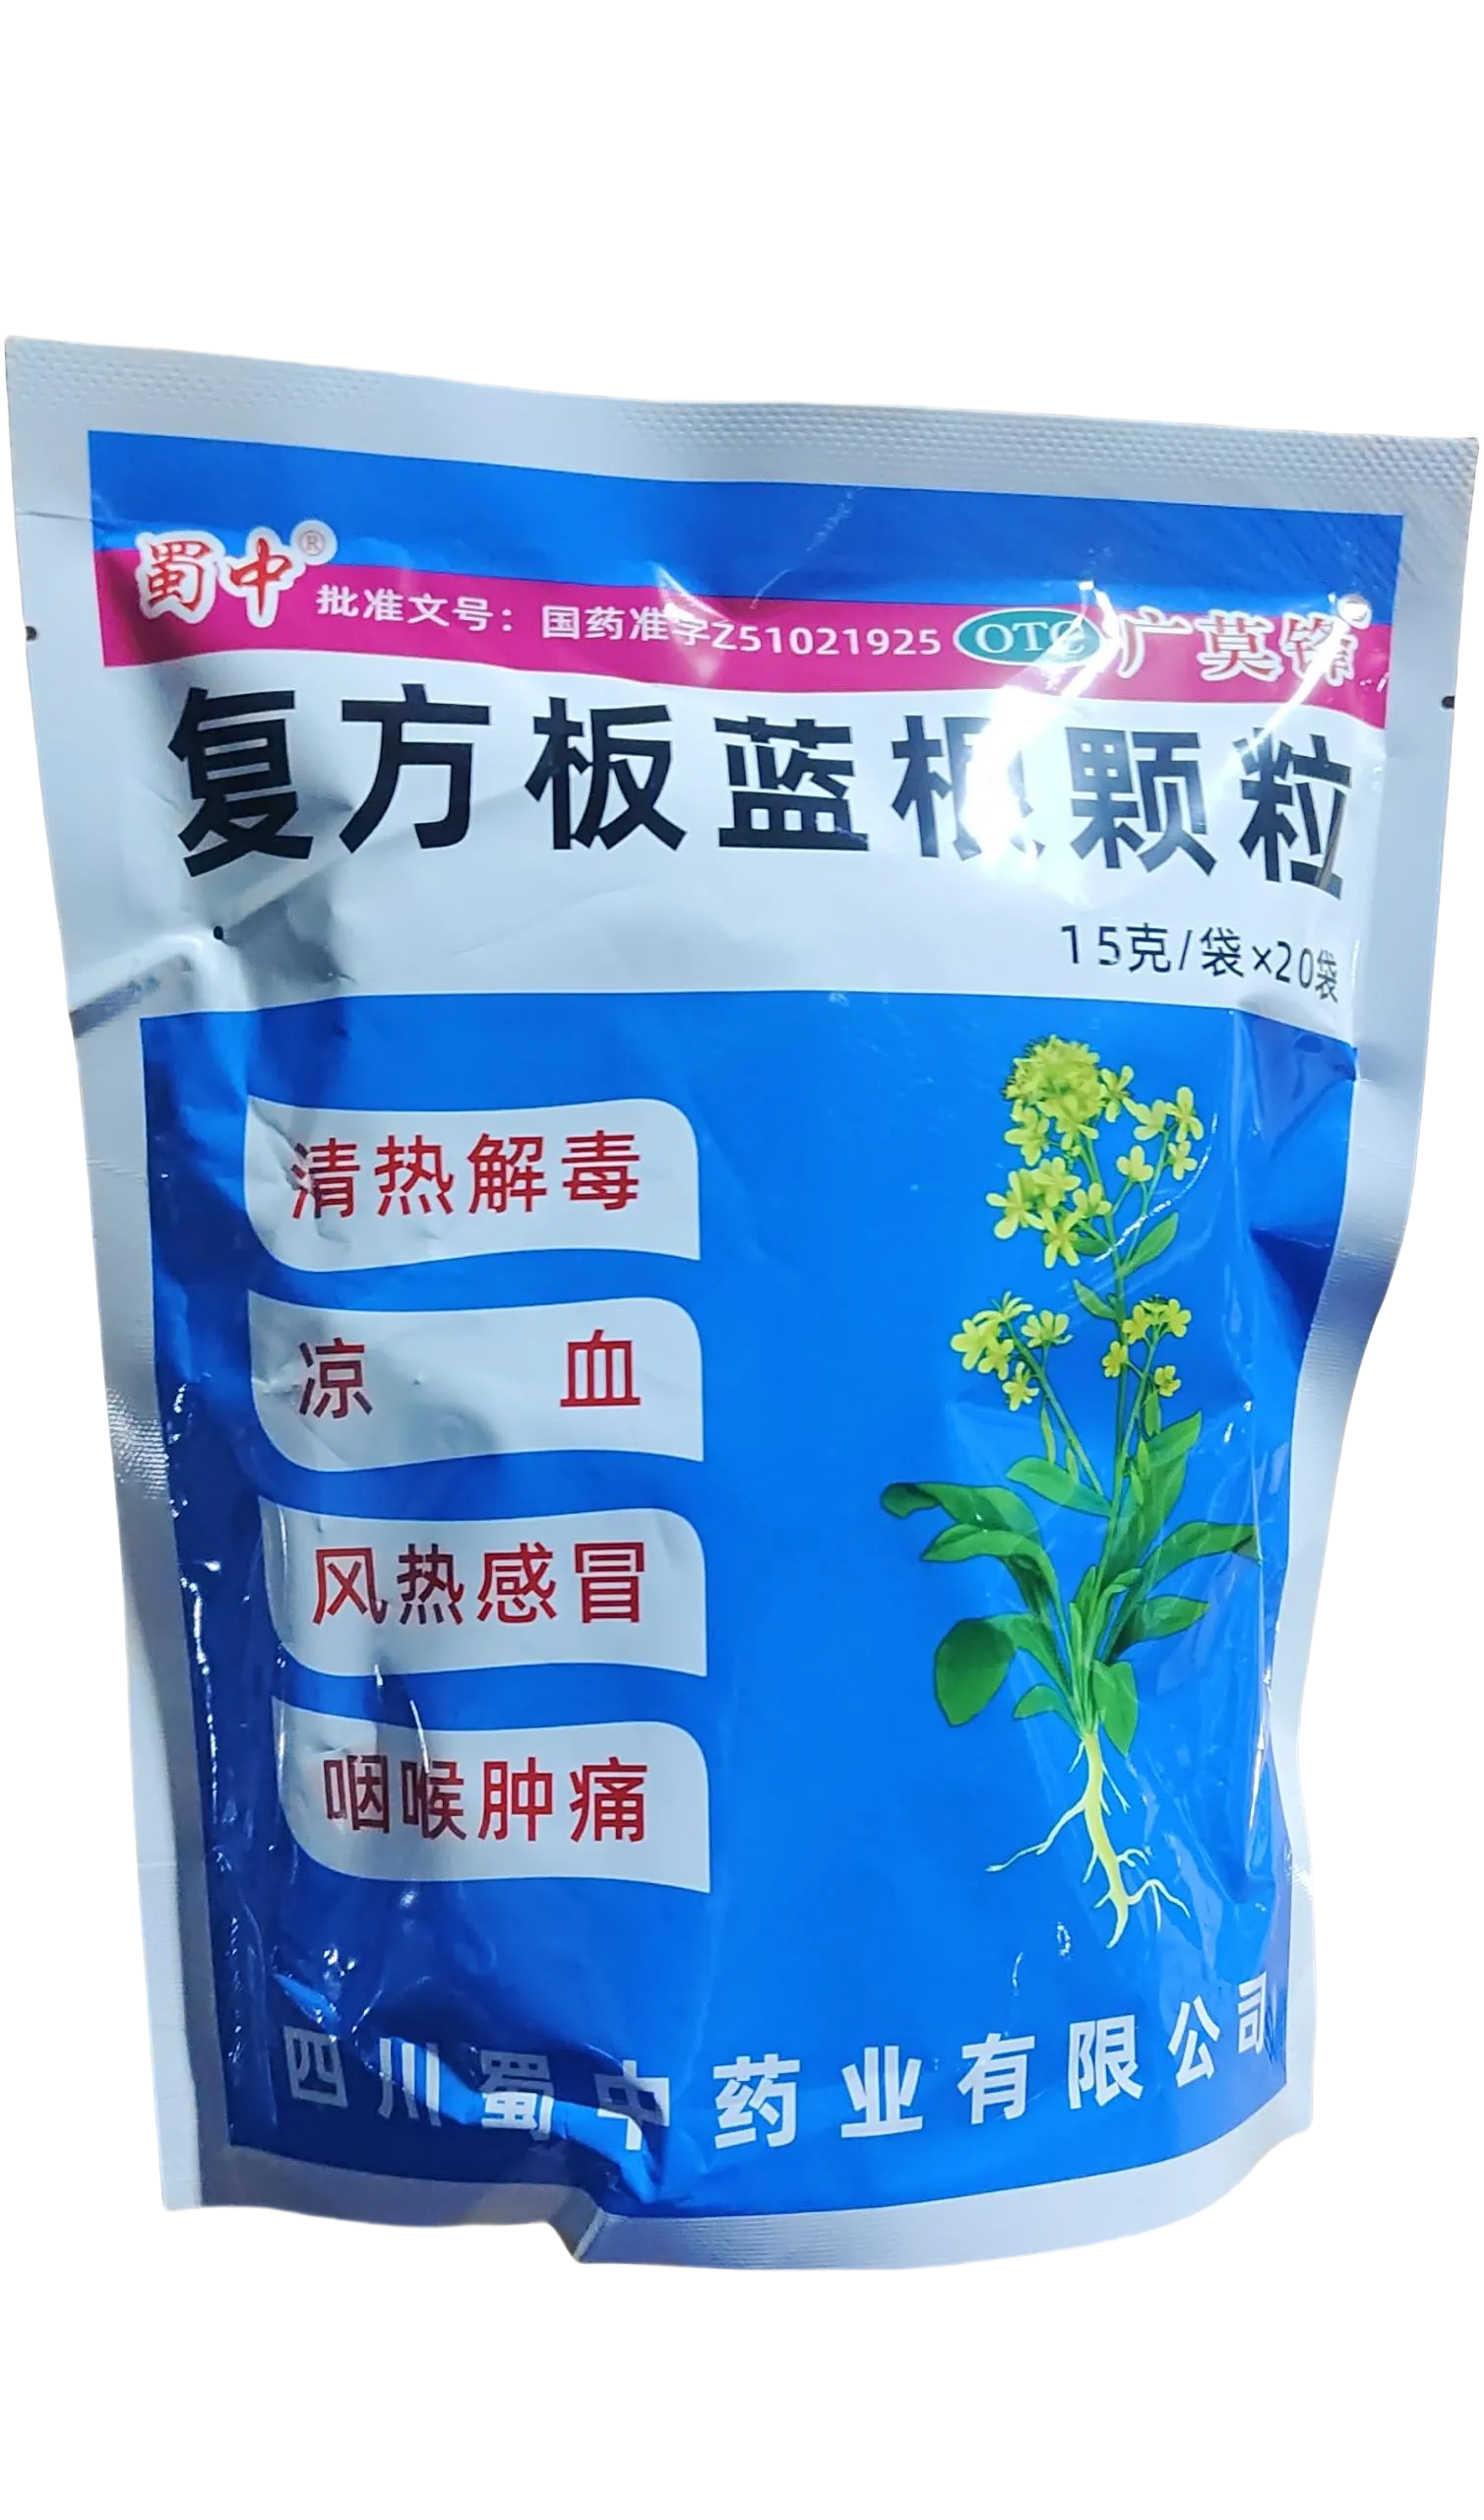 蜀中®
批准文号：国药准字Z51021925 OTC 广莫锋
复方板蓝根颗粒
15克/袋×20袋
清热解毒
凉血
风热感冒
咽喉肿痛
四川蜀中药业有限公司